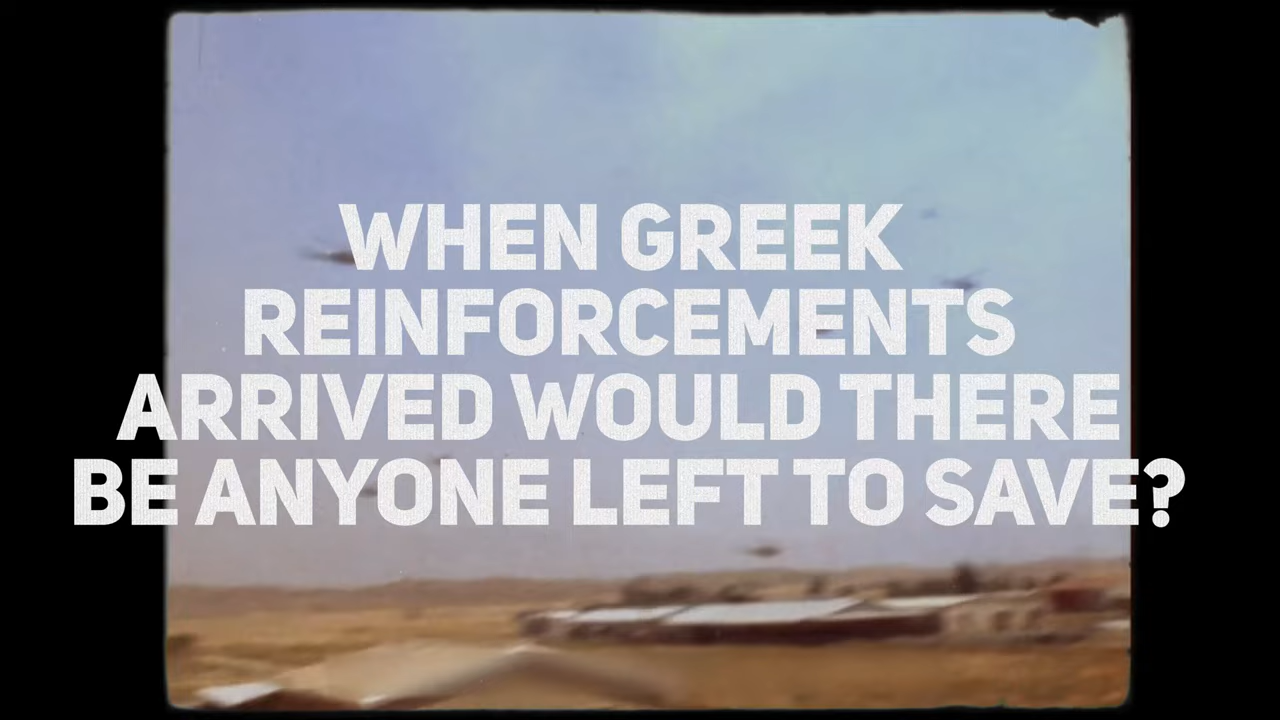 WHEN GREEK
REINFORCEMENTS
ARRIVED WOULD THERE
BE ANYONE LEFT TO SAVE?